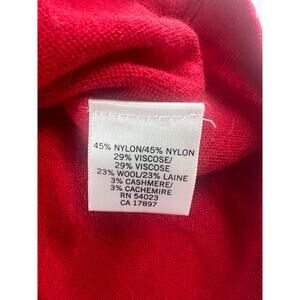 45% NYLON/45% NYLON
29% VISCOSE/
29% VISCOSE
23% WOOL/23% LAINE
3% CASHMERE/
3% CACHEMIRE
RN 54023
CA 17897